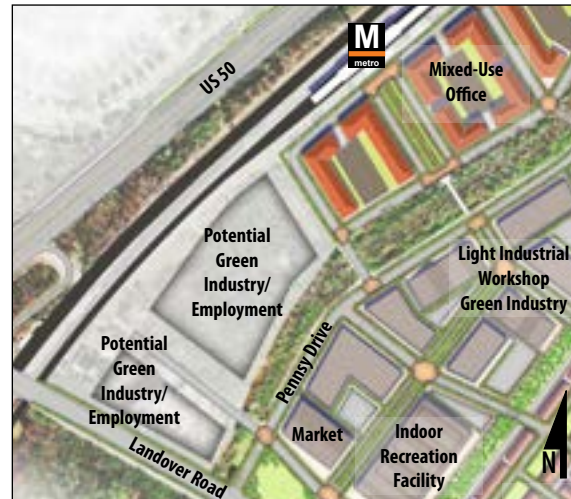 M
metro
US 50
Mixed-Use
Office
Potential
Green
Industry/
Employment
Light Industrial
Workshop
Green Industry
Potential
Green
Industry/
Employment
Pennsy Drive
Market
Indoor
Recreation
Facility
Landover Road
N